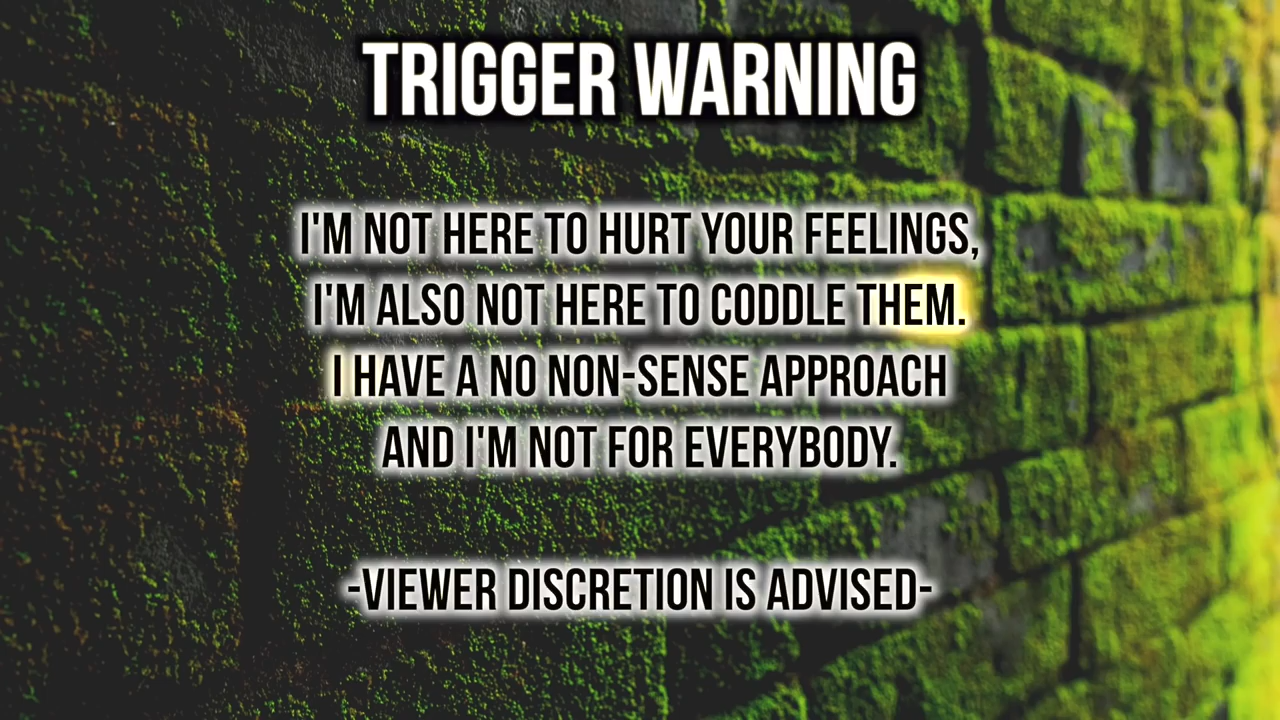 TRIGGER WARNING
I'M NOT HERE TO HURT YOUR FEELINGS,
I'M ALSO NOT HERE TO CODDLE THEM.
I HAVE A NO NON-SENSE APPROACH
AND I'M NOT FOR EVERYBODY.
-VIEWER DISCRETION IS ADVISED-